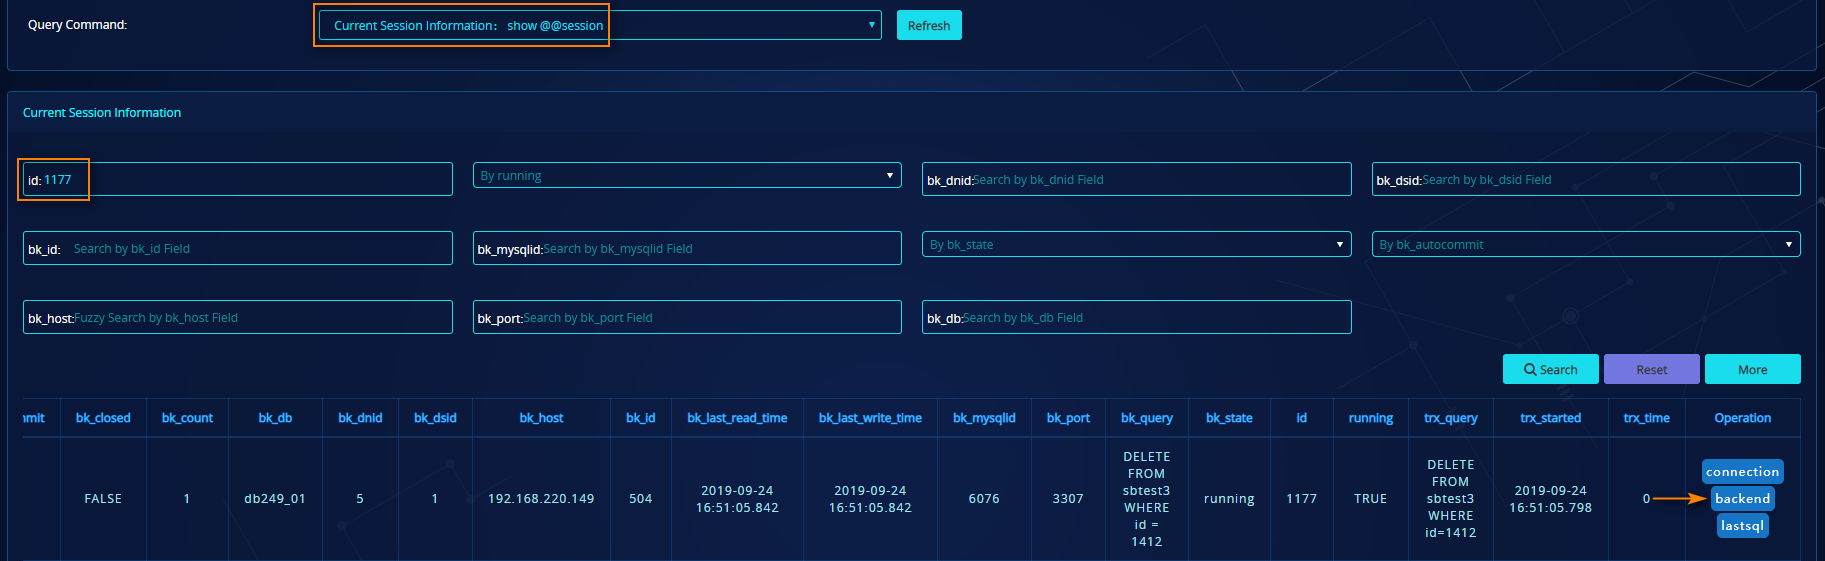 Query Command:
Current Session Information: show @@session
Refresh
Current Session Information
id: 1177
By running
bk_dnid:Search by bk_dnid Field
bk_dsid:Search by bk_dsid Field
bk_id: Search by bk_id Field
bk_mysqlid:Search by bk_mysqlid Field
By bk_state
By bk_autocommit
bk_host:Fuzzy Search by bk_host Field
bk_port:Search by bk_port Field
bk_db:Search by bk_db Field
Search
Reset
More
mmit bk_closed bk_count bk_db bk_dnid bk_dsid bk_host bk_id bk_last_read_time bk_last_write_time bk_mysqlid bk_port bk_query bk_state id running trx_query trx_started trx_time Operation
FALSE
1
db249_01
5
1
192.168.220.149
504
2019-09-24
16:51:05.842
2019-09-24
16:51:05.842
6076
3307
DELETE
FROM
sbtest3
WHERE
id =
1412
running
1177
TRUE
DELETE
FROM
sbtest3
WHERE
id=1412
2019-09-24
16:51:05.798
0
connection
backend
lastsql